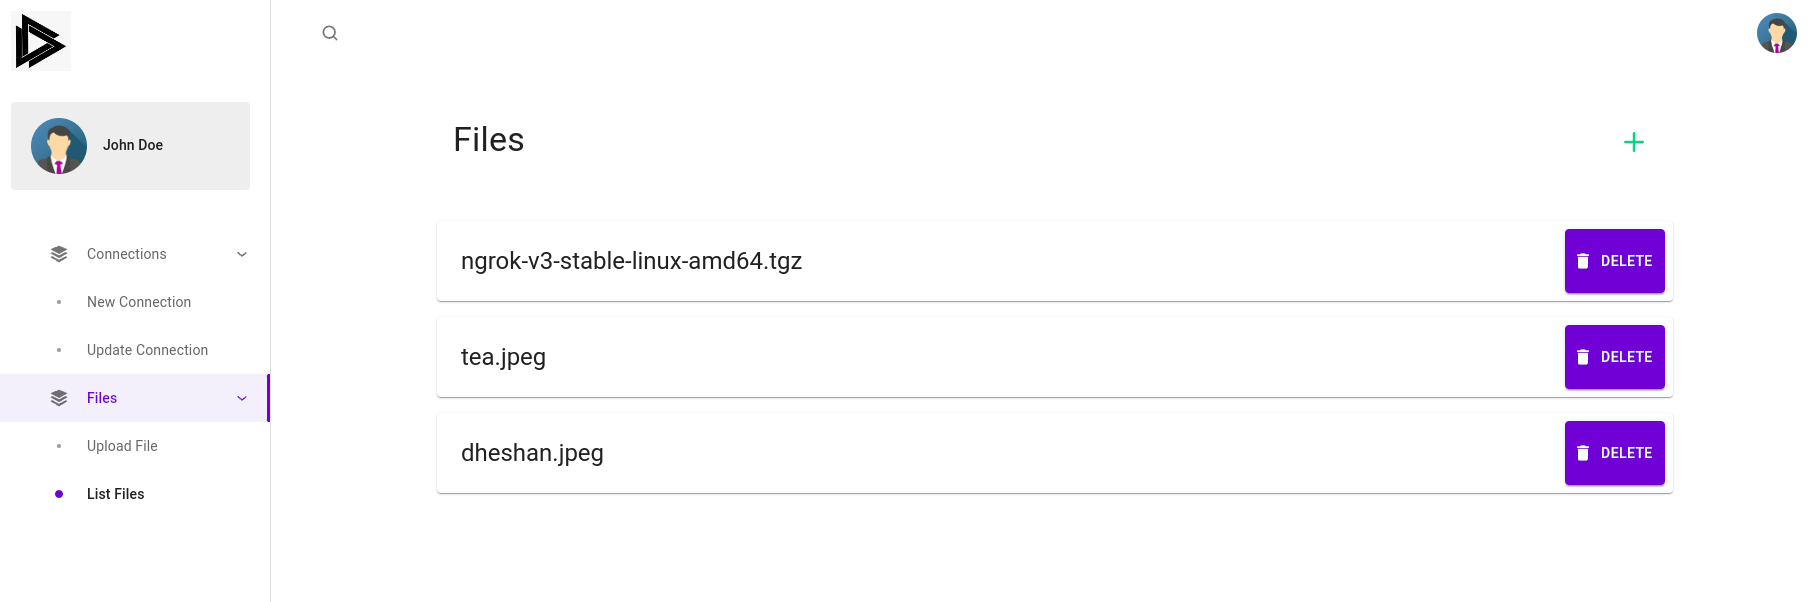 John Doe
Connections
New Connection
Update Connection
Files
Upload File
List Files
Files
ngrok-v3-stable-linux-amd64.tgz
DELETE
tea.jpeg
DELETE
dheshan.jpeg
DELETE